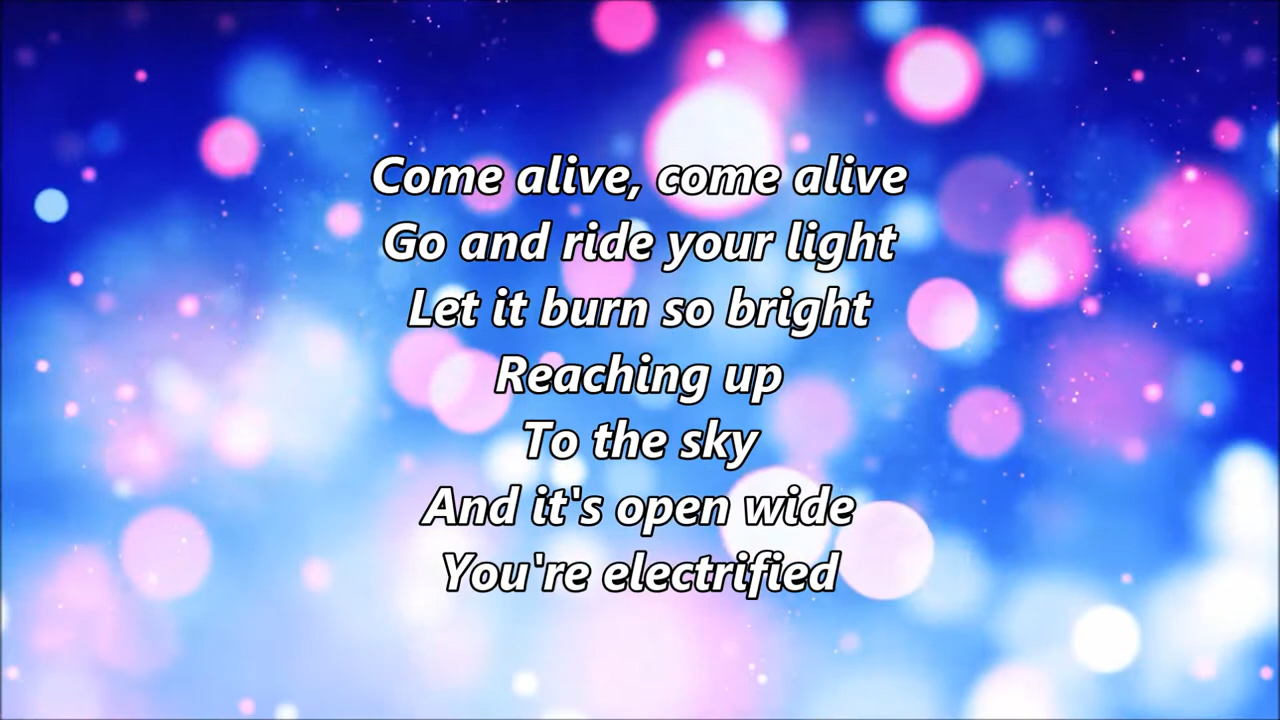 Come alive, come alive
Go and ride your light
Let it burn so bright
Reaching up
To the sky
And it's open wide
You're electrified